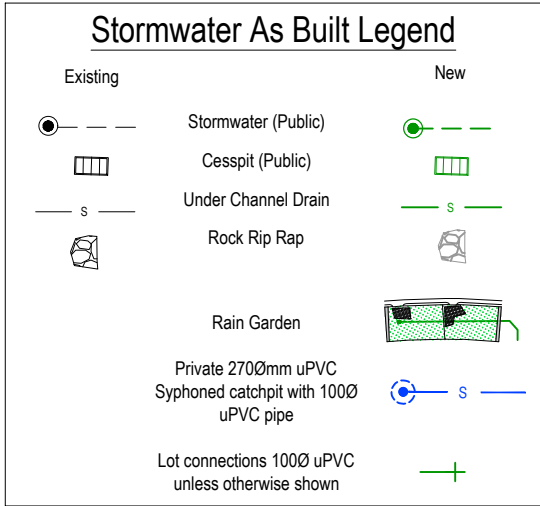 Stormwater As Built Legend
Existing
New
Stormwater (Public)
Cesspit (Public)
S
Under Channel Drain
S
Rock Rip Rap
Rain Garden
Private 270Ømm uPVC
Syphoned catchpit with 100Ø
uPVC pipe
S
Lot connections 100Ø uPVC
unless otherwise shown